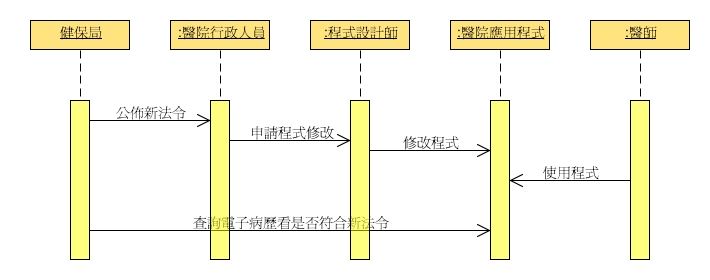 健保局
:醫院行政人員
:程式設計師
:醫院應用程式
:醫師
公佈新法令
申請程式修改
修改程式
使用程式
查詢電子病歷看是否符合新法令